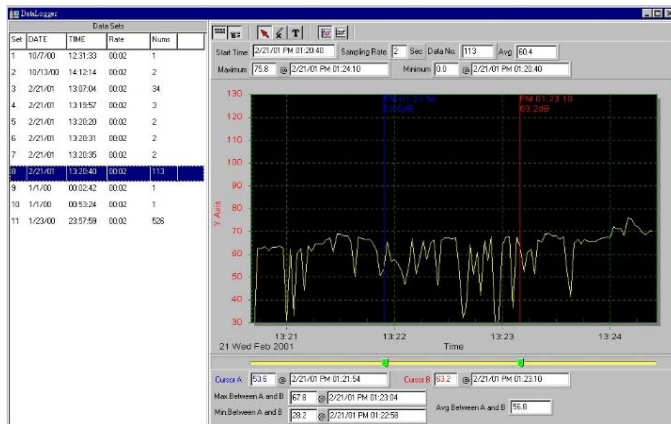 DataLogger
Data Sets
Set DATE TIME Rate Nums
1 10/7/00 12:31:33 00:02 1
2 10/13/00 14:12:14 00:02 2
3 2/21/01 13:07:04 00:02 34
4 2/21/01 13:19:57 00:02 3
5 2/21/01 13:20:20 00:02 2
6 2/21/01 13:20:31 00:02 2
7 2/21/01 13:20:35 00:02 2
8 2/21/01 13:20:40 00:02 113
9 1/1/00 00:02:42 00:02 1
10 1/1/00 00:53:24 00:02 1
11 1/23/00 23:57:59 00:02 526
T
Start Time 2/21/01 PM 01:20:40 Sampling Rate 2 Sec Data No. 113 Avg 60.4
Maximum 75.8 @ 2/21/01 PM 01:24:10 Minimum 0.0 @ 2/21/01 PM 01:20:40
PM 01:21:54 PM 01:23:10
53.6dB 63.2dB
130
120
110
100
90
80
70
60
50
40
30
Y Axis
13:21 13:22 13:23 13:24
21 Wed Feb 2001 Time
Cursor A 53.6 @ 2/21/01 PM 01:21:54 Cursor B 63.2 @ 2/21/01 PM 01:23:10
Max Between A and B 67.8 @ 2/21/01 PM 01:23:04
Min Between A and B 28.2 @ 2/21/01 PM 01:22:58
Avg Between A and B 56.8